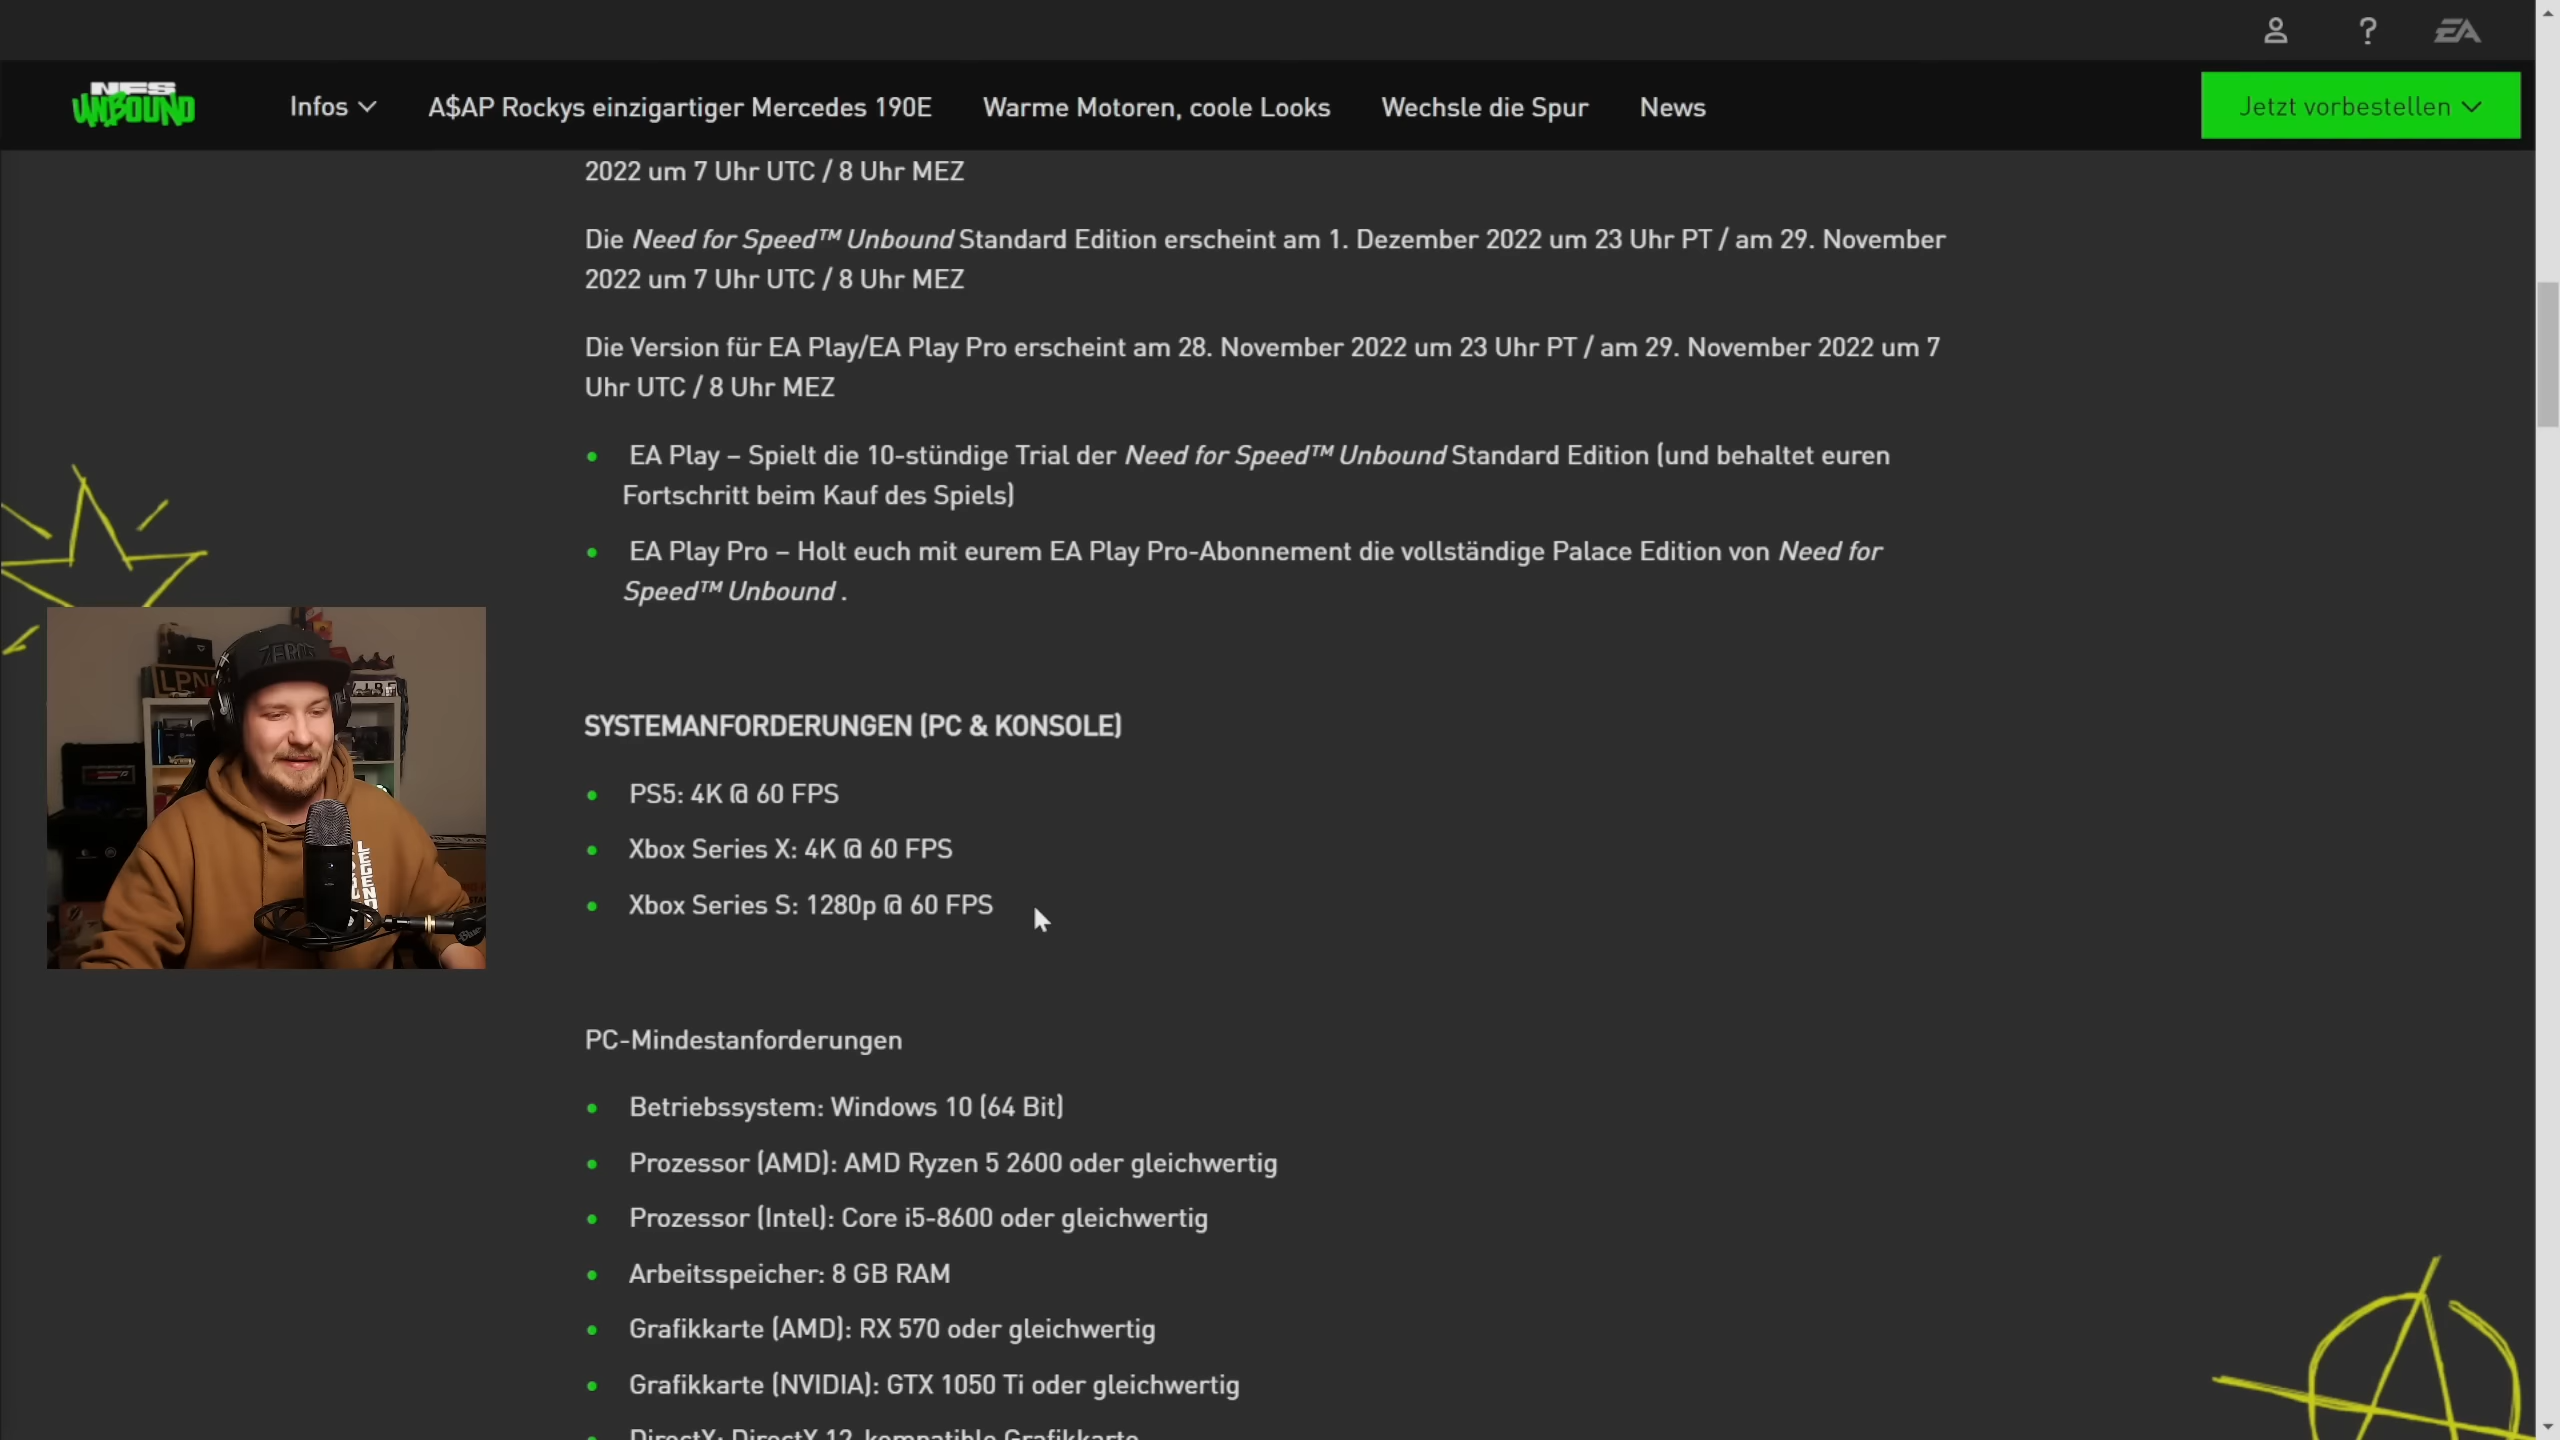 NFS
UNBOUND
Infos
A$AP Rockys einzigartiger Mercedes 190E
Warme Motoren, coole Looks
Wechsle die Spur
News
Jetzt vorbestellen
?
EA
2022 um 7 Uhr UTC / 8 Uhr MEZ
Die Need for Speed™ Unbound Standard Edition erscheint am 1. Dezember 2022 um 23 Uhr PT / am 29. November
2022 um 7 Uhr UTC / 8 Uhr MEZ
Die Version für EA Play/EA Play Pro erscheint am 28. November 2022 um 23 Uhr PT / am 29. November 2022 um 7
Uhr UTC / 8 Uhr MEZ
EA Play – Spielt die 10-stündige Trial der Need for Speed™ Unbound Standard Edition (und behaltet euren
Fortschritt beim Kauf des Spiels)
EA Play Pro – Holt euch mit eurem EA Play Pro-Abonnement die vollständige Palace Edition von Need for
Speed™ Unbound .
SYSTEMANFORDERUNGEN (PC & KONSOLE)
PS5: 4K @ 60 FPS
Xbox Series X: 4K @ 60 FPS
Xbox Series S: 1280p @ 60 FPS
PC-Mindestanforderungen
Betriebssystem: Windows 10 (64 Bit)
Prozessor (AMD): AMD Ryzen 5 2600 oder gleichwertig
Prozessor (Intel): Core i5-8600 oder gleichwertig
Arbeitsspeicher: 8 GB RAM
Grafikkarte (AMD): RX 570 oder gleichwertig
Grafikkarte (NVIDIA): GTX 1050 Ti oder gleichwertig
DirectX: DirectX 12-kompatible Grafikkarte